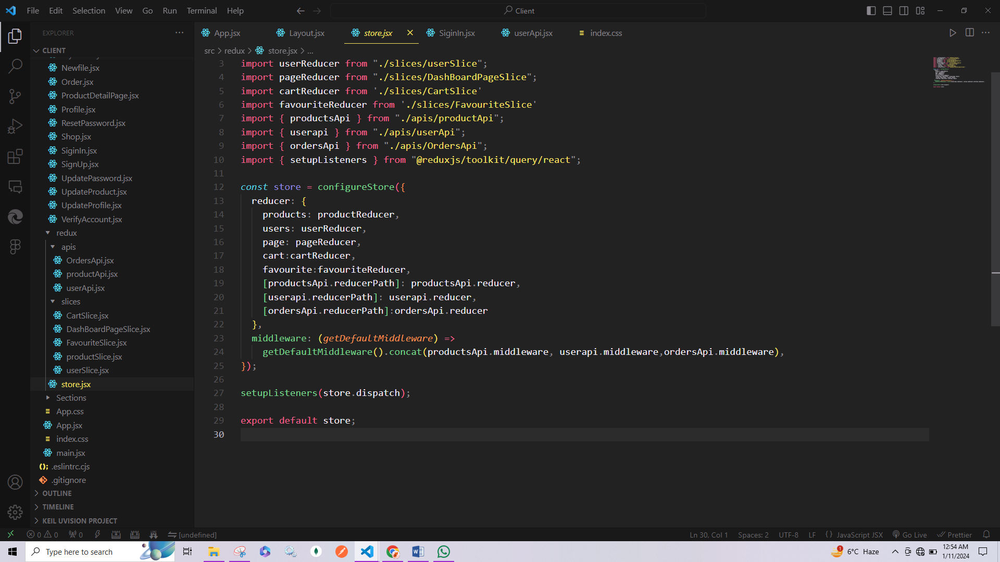 File Edit Selection View Go Run Terminal Help
Client
EXPLORER
App.jsx Layout.jsx store.jsx SiginIn.jsx userApi.jsx index.css
CLIENT
src > redux > store.jsx > ...
Newfile.jsx
Order.jsx
ProductDetailPage.jsx
Profile.jsx
ResetPassword.jsx
Shop.jsx
SiginIn.jsx
SignUp.jsx
UpdatePassword.jsx
UpdateProduct.jsx
UpdateProfile.jsx
VerifyAccount.jsx
redux
apis
OrdersApi.jsx
productApi.jsx
userApi.jsx
slices
CartSlice.jsx
DashBoardPageSlice.jsx
FavouriteSlice.jsx
productSlice.jsx
userSlice.jsx
store.jsx
Sections
App.css
App.jsx
index.css
main.jsx
.eslintrc.cjs
.gitignore
OUTLINE
TIMELINE
KEIL UVISION PROJECT
3 import userReducer from "./slices/userSlice";
4 import pageReducer from "./slices/DashBoardPageSlice";
5 import cartReducer from './slices/CartSlice'
6 import favouriteReducer from './slices/FavouriteSlice'
7 import { productsApi } from "./apis/productApi";
8 import { userapi } from "./apis/userApi";
9 import { ordersApi } from "./apis/OrdersApi";
10 import { setupListeners } from "@reduxjs/toolkit/query/react";
11
12 const store = configureStore({
13 reducer: {
14 products: productReducer,
15 users: userReducer,
16 page: pageReducer,
17 cart:cartReducer,
18 favourite:favouriteReducer,
19 [productsApi.reducerPath]: productsApi.reducer,
20 [userapi.reducerPath]: userapi.reducer,
21 [ordersApi.reducerPath]:ordersApi.reducer
22 },
23 middleware: (getDefaultMiddleware) =>
24 getDefaultMiddleware().concat(productsApi.middleware, userapi.middleware,ordersApi.middleware),
25 });
26
27 setupListeners(store.dispatch);
28
29 export default store;
30
0 0 0 [undefined]
Ln 30, Col 1 Spaces: 2 UTF-8 LF {} JavaScript JSX Go Live Prettier
Type here to search
1 6°C Haze
12:54 AM
1/11/2024